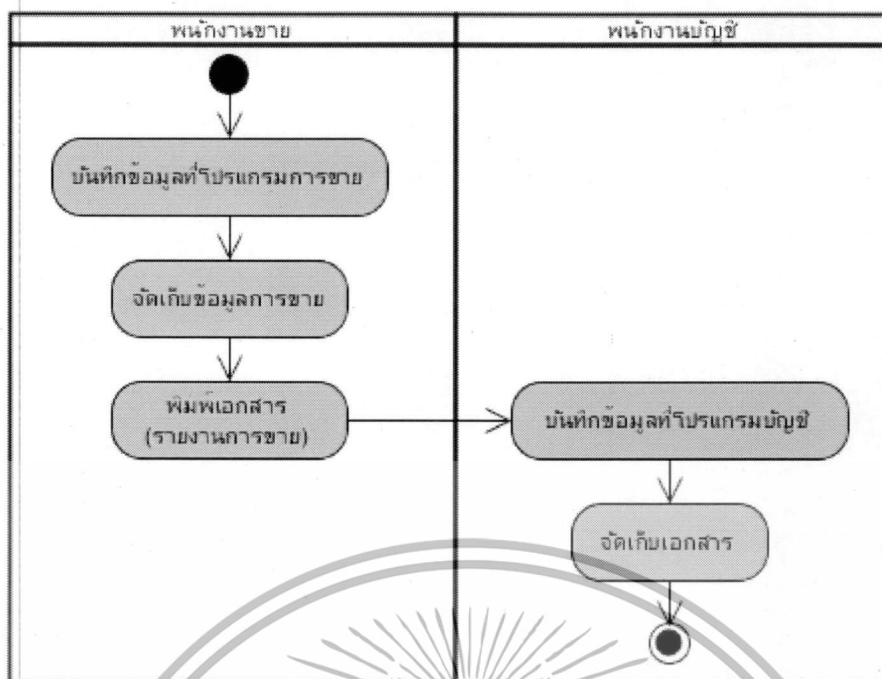 พนักงานขาย
พนักงานบัญชี
บันทึกข้อมูลที่โปรแกรมการขาย
จัดเก็บข้อมูลการขาย
พิมพ์เอกสาร
(รายงานการขาย)
บันทึกข้อมูลที่โปรแกรมบัญชี
จัดเก็บเอกสาร